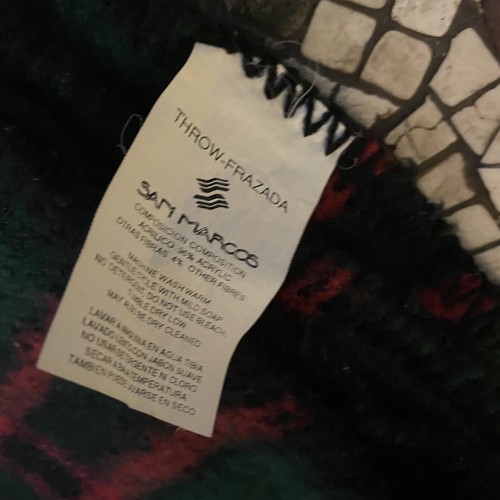 THROW-FRAZADA
SAN MARCOS
COMPOSICION COMPOSITION
ACRILICO 96% ACRYLIC
OTRAS FIBRAS 4% OTHER FIBRES
MACHINE WASH WARM
GENTLE CYCLE WITH MILD SOAP
NO DETERGENT, DO NOT USE BLEACH
TUMBLE DRY LOW
MAY ALSO BE DRY CLEANED
LAVAR A MAQUINA EN AGUA TIBIA
LAVADO LIGERO CON JABON SUAVE
NO USAR DETERGENTE NI CLORO
SECAR A BAJA TEMPERATURA
TAMBIEN PUEDE LAVARSE EN SECO